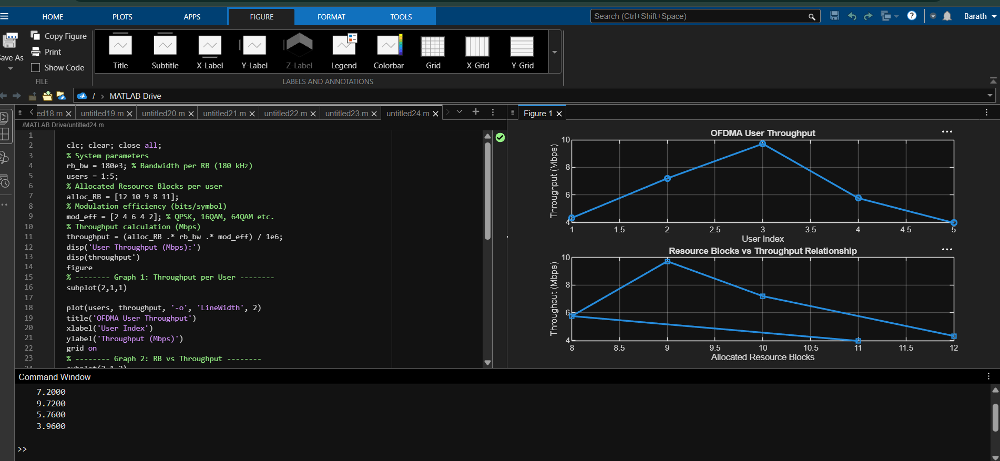 HOME PLOTS APPS FIGURE FORMAT TOOLS Search (Ctrl+Shift+Space) Barath
Save As
Copy Figure
Print
Show Code
FILE
Title Subtitle X-Label Y-Label Z-Label Legend Colorbar Grid X-Grid Y-Grid
LABELS AND ANNOTATIONS
/ › MATLAB Drive
ed18.m untitled19.m untitled20.m untitled21.m untitled22.m untitled23.m untitled24.m
/MATLAB Drive/untitled24.m
1
2 clc; clear; close all;
3 % System parameters
4 rb_bw = 180e3; % Bandwidth per RB (180 kHz)
5 users = 1:5;
6 % Allocated Resource Blocks per user
7 alloc_RB = [12 10 9 8 11];
8 % Modulation efficiency (bits/symbol)
9 mod_eff = [2 4 6 4 2]; % QPSK, 16QAM, 64QAM etc.
10 % Throughput calculation (Mbps)
11 throughput = (alloc_RB .* rb_bw .* mod_eff) / 1e6;
12 disp('User Throughput (Mbps):')
13 disp(throughput')
14 figure
15 % -------- Graph 1: Throughput per User --------
16 subplot(2,1,1)
17
18 plot(users, throughput, '-o', 'LineWidth', 2)
19 title('OFDMA User Throughput')
20 xlabel('User Index')
21 ylabel('Throughput (Mbps)')
22 grid on
23 % -------- Graph 2: RB vs Throughput --------
24 subplot(2,1,2)
Figure 1
OFDMA User Throughput
Throughput (Mbps)
10
8
6
4
1 1.5 2 2.5 3 3.5 4 4.5 5
User Index
Resource Blocks vs Throughput Relationship
Throughput (Mbps)
10
8
6
4
8 8.5 9 9.5 10 10.5 11 11.5 12
Allocated Resource Blocks
Command Window
7.2000
9.7200
5.7600
3.9600
>>